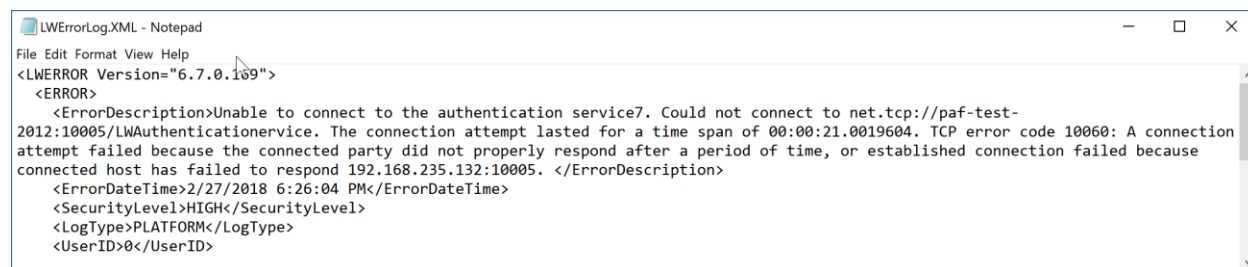 LWErrorLog.XML - Notepad
File Edit Format View Help
<LWERROR Version="6.7.0.169">
<ERROR>
<ErrorDescription>Unable to connect to the authentication service7. Could not connect to net.tcp://paf-test-
2012:10005/LWAuthenticationervice. The connection attempt lasted for a time span of 00:00:21.0019604. TCP error code 10060: A connection
attempt failed because the connected party did not properly respond after a period of time, or established connection failed because
connected host has failed to respond 192.168.235.132:10005. </ErrorDescription>
<ErrorDateTime>2/27/2018 6:26:04 PM</ErrorDateTime>
<SecurityLevel>HIGH</SecurityLevel>
<LogType>PLATFORM</LogType>
<UserID>0</UserID>